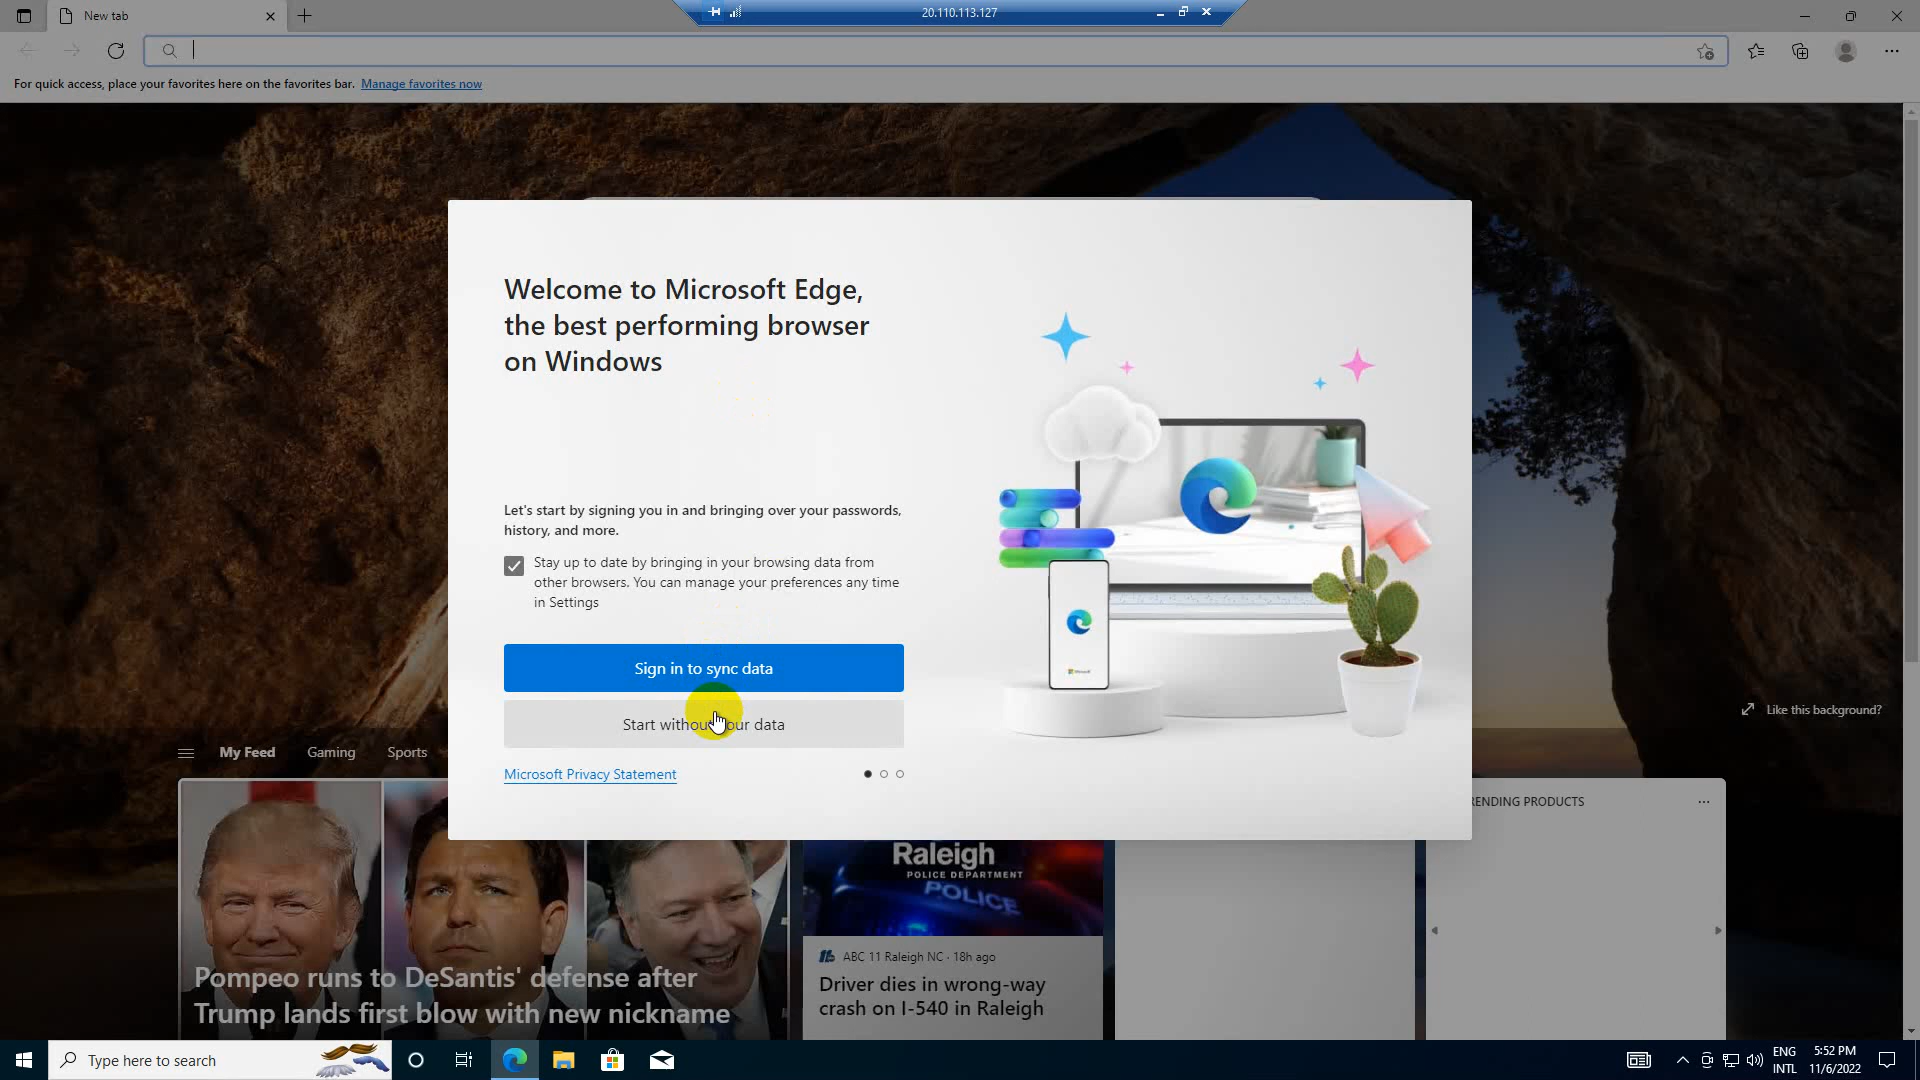 New tab
20.110.113.127
For quick access, place your favorites here on the favorites bar. Manage favorites now
Welcome to Microsoft Edge,
the best performing browser
on Windows
Let's start by signing you in and bringing over your passwords,
history, and more.
Stay up to date by bringing in your browsing data from
other browsers. You can manage your preferences any time
in Settings
Sign in to sync data
Start without your data
Microsoft Privacy Statement
Microsoft
Like this background?
My Feed
Gaming
Sports
RENDING PRODUCTS
Pompeo runs to DeSantis' defense after
Trump lands first blow with new nickname
Raleigh
POLICE DEPARTMENT
POLICE
ABC 11 Raleigh NC · 18h ago
Driver dies in wrong-way
crash on I-540 in Raleigh
Type here to search
ENG
INTL
5:52 PM
11/6/2022